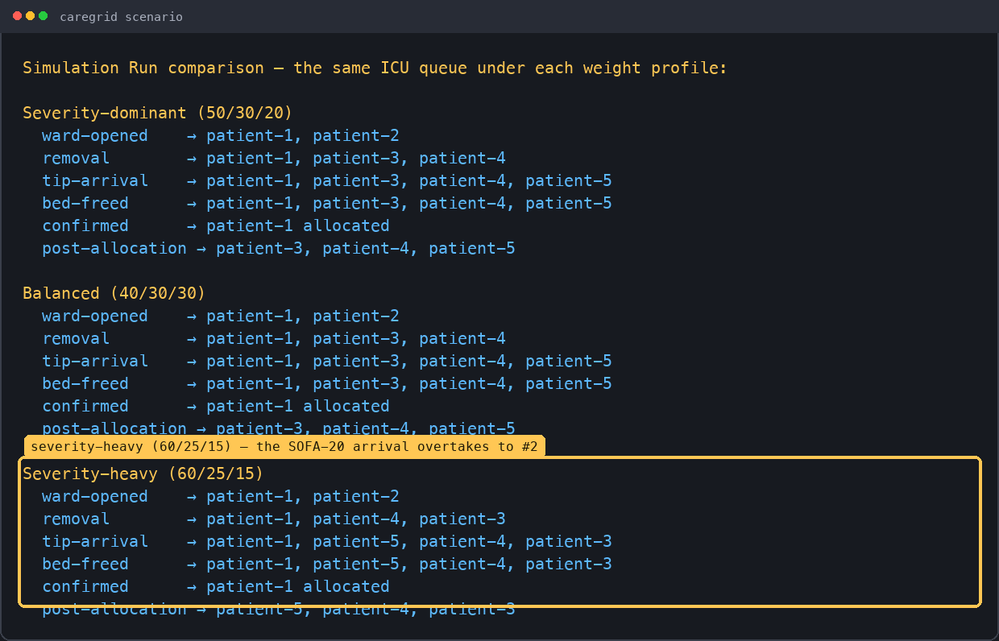 caregrid scenario
Simulation Run comparison — the same ICU queue under each weight profile:
Severity-dominant (50/30/20)
ward-opened → patient-1, patient-2
removal → patient-1, patient-3, patient-4
tip-arrival → patient-1, patient-3, patient-4, patient-5
bed-freed → patient-1, patient-3, patient-4, patient-5
confirmed → patient-1 allocated
post-allocation → patient-3, patient-4, patient-5
Balanced (40/30/30)
ward-opened → patient-1, patient-2
removal → patient-1, patient-3, patient-4
tip-arrival → patient-1, patient-3, patient-4, patient-5
bed-freed → patient-1, patient-3, patient-4, patient-5
confirmed → patient-1 allocated
post-allocation → patient-3, patient-4, patient-5
severity-heavy (60/25/15) — the SOFA-20 arrival overtakes to #2
Severity-heavy (60/25/15)
ward-opened → patient-1, patient-2
removal → patient-1, patient-4, patient-3
tip-arrival → patient-1, patient-5, patient-4, patient-3
bed-freed → patient-1, patient-5, patient-4, patient-3
confirmed → patient-1 allocated
post-allocation → patient-5, patient-4, patient-3